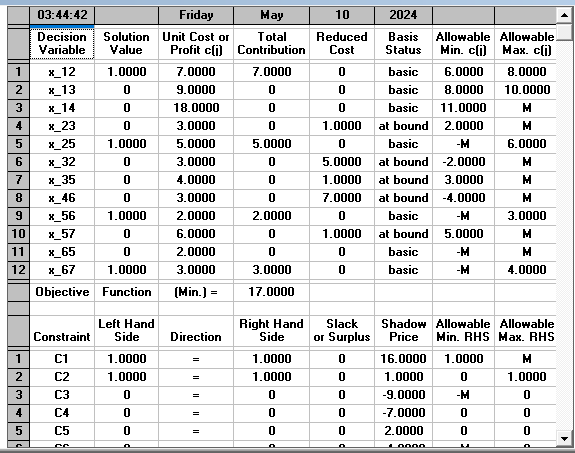 03:44:42 Friday May 10 2024
Decision Solution Unit Cost or Total Reduced Basis Allowable Allowable
Variable Value Profit c(j) Contribution Cost Status Min. c(j) Max. c(j)
1 x_12 1.0000 7.0000 7.0000 0 basic 6.0000 8.0000
2 x_13 0 9.0000 0 0 basic 8.0000 10.0000
3 x_14 0 18.0000 0 0 basic 11.0000 M
4 x_23 0 3.0000 0 1.0000 at bound 2.0000 M
5 x_25 1.0000 5.0000 5.0000 0 basic -M 6.0000
6 x_32 0 3.0000 0 5.0000 at bound -2.0000 M
7 x_35 0 4.0000 0 1.0000 at bound 3.0000 M
8 x_46 0 3.0000 0 7.0000 at bound -4.0000 M
9 x_56 1.0000 2.0000 2.0000 0 basic -M 3.0000
10 x_57 0 6.0000 0 1.0000 at bound 5.0000 M
11 x_65 0 2.0000 0 0 basic -M M
12 x_67 1.0000 3.0000 3.0000 0 basic -M 4.0000
Objective Function (Min.) = 17.0000
Left Hand Right Hand Slack Shadow Allowable Allowable
Constraint Side Direction Side or Surplus Price Min. RHS Max. RHS
1 C1 1.0000 = 1.0000 0 16.0000 1.0000 M
2 C2 1.0000 = 1.0000 0 1.0000 0 1.0000
3 C3 0 = 0 0 -9.0000 -M 0
4 C4 0 = 0 0 -7.0000 0 0
5 C5 0 = 0 0 2.0000 0 0